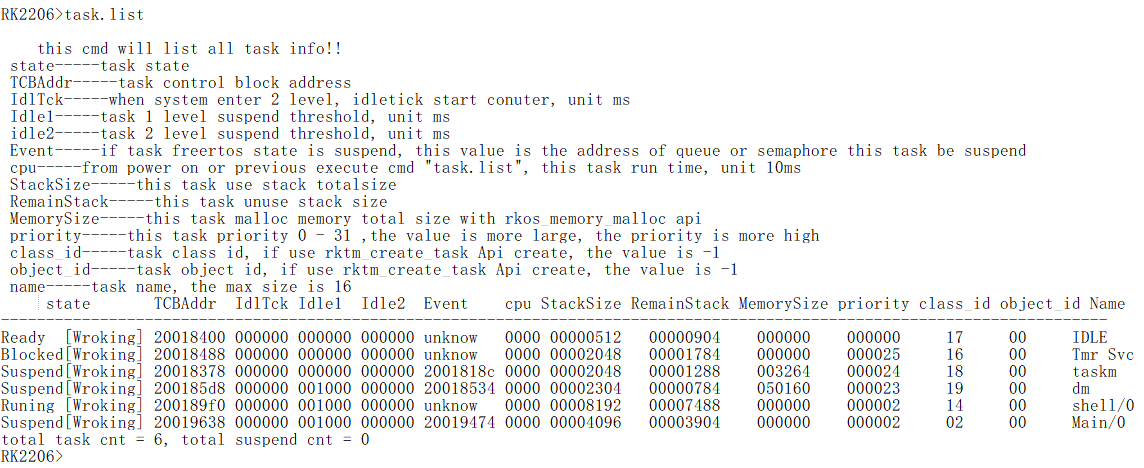 RK2206>task.list
this cmd will list all task info!!
state-----task state
TCBAddr-----task control block address
IdlTck-----when system enter 2 level, idletick start conuter, unit ms
Idle1-----task 1 level suspend threshold, unit ms
idle2-----task 2 level suspend threshold, unit ms
Event-----if task freertos state is suspend, this value is the address of queue or semaphore this task be suspend
cpu-----from power on or previous execute cmd "task.list", this task run time, unit 10ms
StackSize-----this task use stack totalsize
RemainStack-----this task unuse stack size
MemorySize-----this task malloc memory total size with rkos_memory_malloc api
priority-----this task priority 0 - 31 ,the value is more large, the priority is more high
class_id-----task class id, if use rktm_create_task Api create, the value is -1
object_id-----task object id, if use rktm_create_task Api create, the value is -1
name-----task name, the max size is 16
state TCBAddr IdlTck Idle1 Idle2 Event cpu StackSize RemainStack MemorySize priority class_id object_id Name
Ready [Wroking] 20018400 000000 000000 000000 unknow 0000 00000512 00000904 000000 000000 17 00 IDLE
Blocked[Wroking] 20018488 000000 000000 000000 unknow 0000 00002048 00001784 000000 000025 16 00 Tmr Svc
Suspend[Wroking] 20018378 000000 000000 000000 2001818c 0000 00002048 00001288 003264 000024 18 00 taskm
Suspend[Wroking] 200185d8 000000 001000 000000 20018534 0000 00002304 00000784 050160 000023 19 00 dm
Runing [Wroking] 200189f0 000000 001000 000000 unknow 0000 00008192 00007488 000000 000002 14 00 shell/0
Suspend[Wroking] 20019638 000000 001000 000000 20019474 0000 00004096 00003904 000000 000002 02 00 Main/0
total task cnt = 6, total suspend cnt = 0
RK2206>